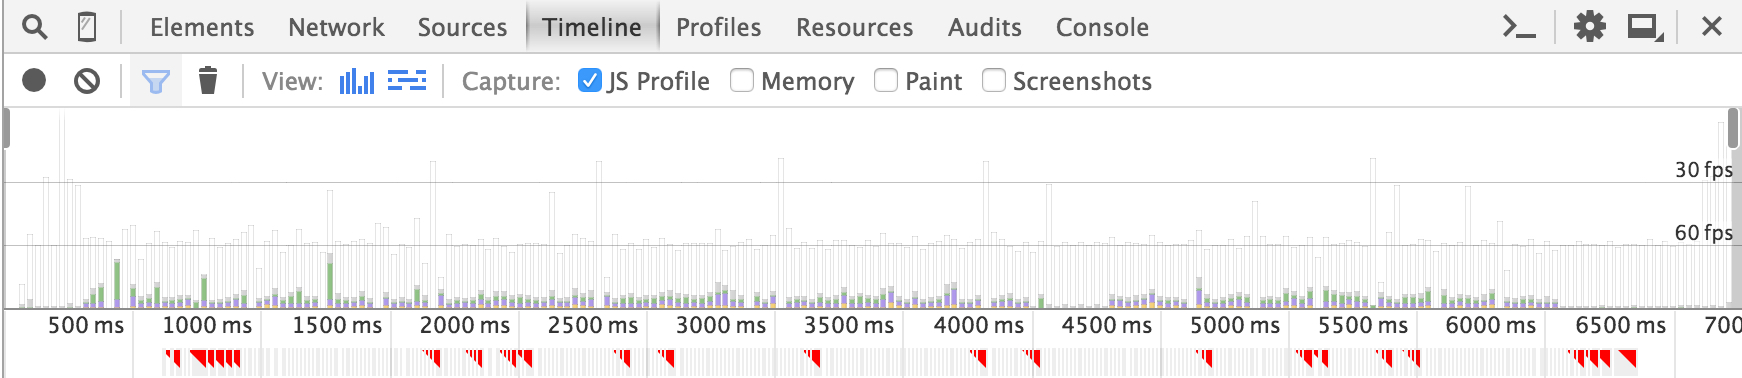 Elements Network Sources Timeline Profiles Resources Audits Console
View: Capture: JS Profile Memory Paint Screenshots
30 fps
60 fps
500 ms 1000 ms 1500 ms 2000 ms 2500 ms 3000 ms 3500 ms 4000 ms 4500 ms 5000 ms 5500 ms 6000 ms 6500 ms 700